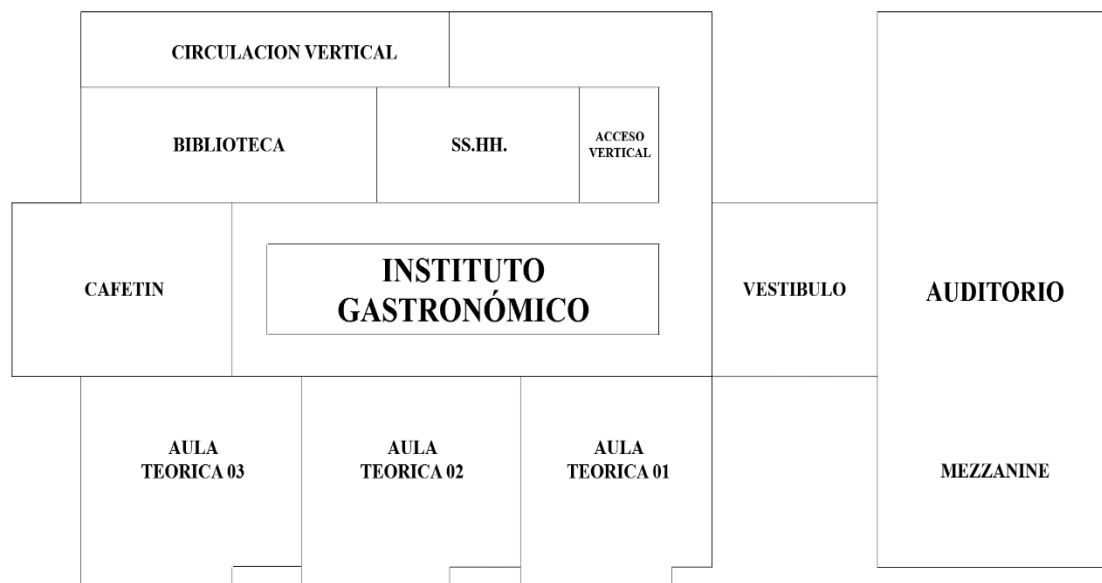 CIRCULACION VERTICAL
BIBLIOTECA
SS.HH.
ACCESO
VERTICAL
CAFETIN
INSTITUTO
GASTRONÓMICO
VESTIBULO
AUDITORIO
AULA
TEORICA 03
AULA
TEORICA 02
AULA
TEORICA 01
MEZZANINE